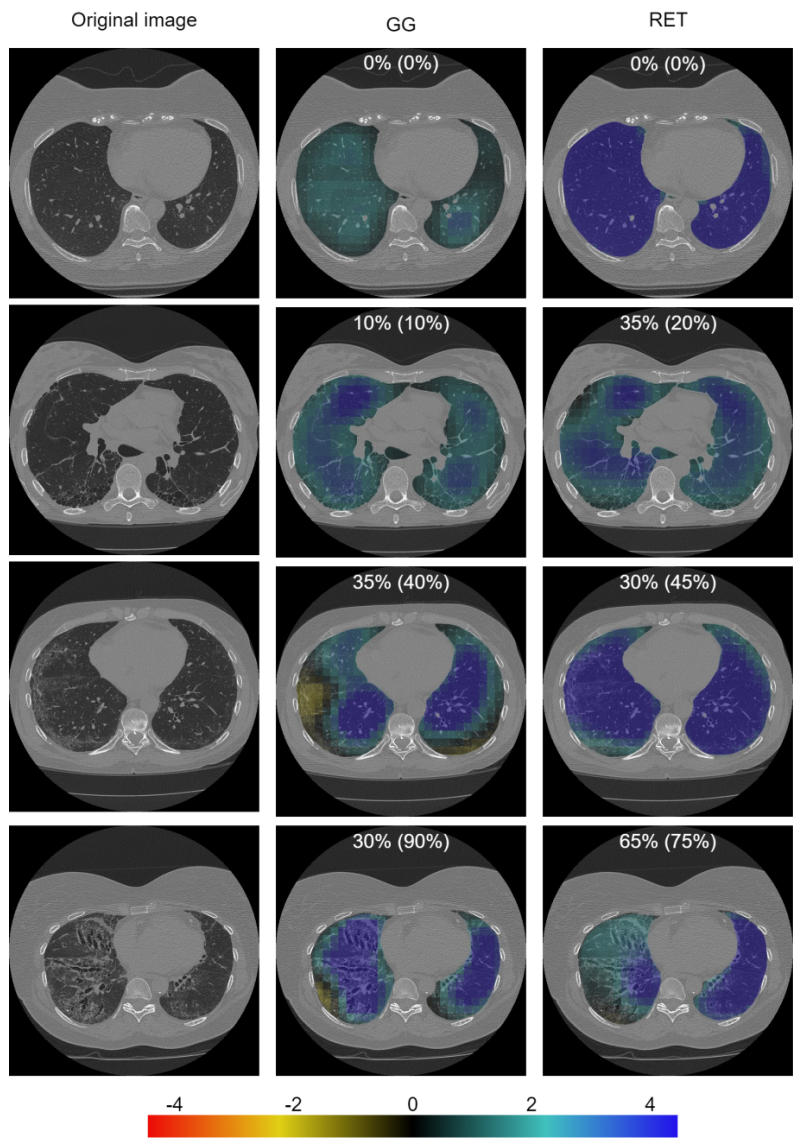 Original image GG RET
0% (0%) 0% (0%)
10% (10%) 35% (20%)
35% (40%) 30% (45%)
30% (90%) 65% (75%)
-4 -2 0 2 4